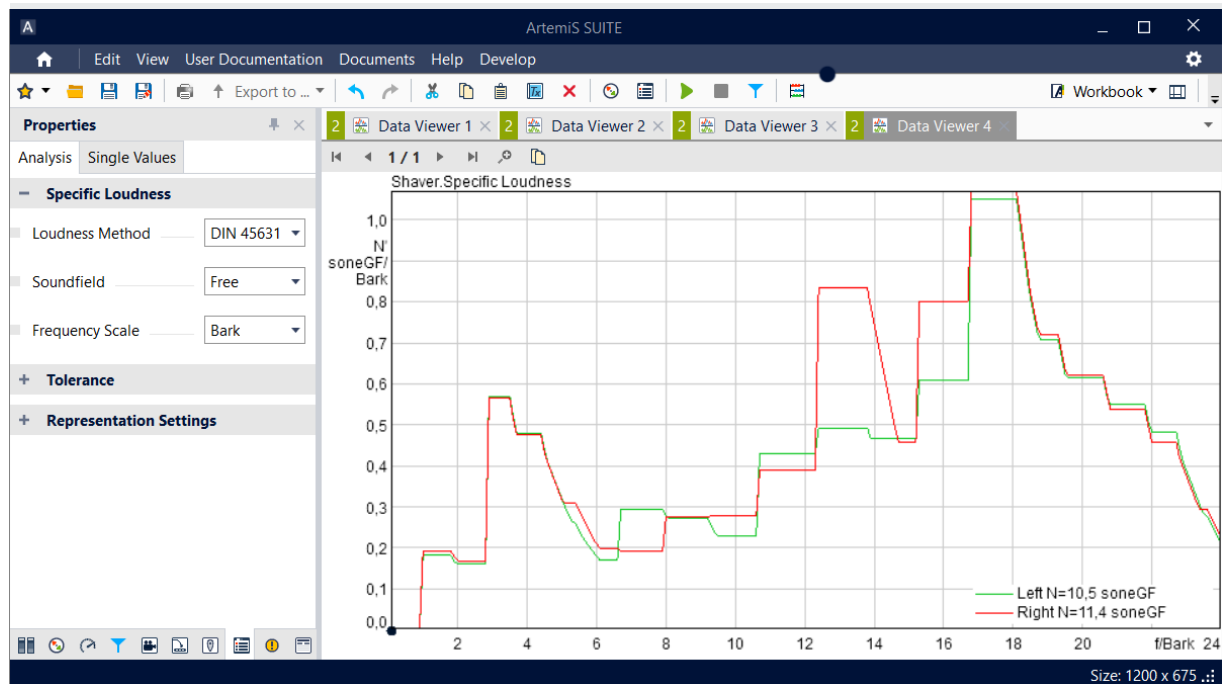 A ArtemiS SUITE
Edit View User Documentation Documents Help Develop
Export to ... Tx Workbook
Properties
2 Data Viewer 1 2 Data Viewer 2 2 Data Viewer 3 2 Data Viewer 4
Analysis Single Values
1 / 1
Specific Loudness
Loudness Method DIN 45631
Soundfield Free
Frequency Scale Bark
Tolerance
Representation Settings
Shaver.Specific Loudness
1,0
N'
soneGF/
Bark
0,8
0,7
0,6
0,5
0,4
0,3
0,2
0,1
0,0
Left N=10,5 soneGF
Right N=11,4 soneGF
2 4 6 8 10 12 14 16 18 20 f/Bark 24
Size: 1200 x 675